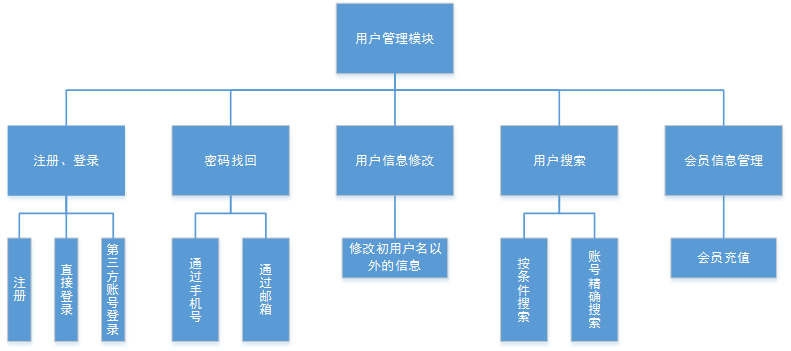 用户管理模块
注册、登录
密码找回
用户信息修改
用户搜索
会员信息管理
注册
直接登录
第三方账号登录
通过手机号
通过邮箱
修改初用户名以
外的信息
按条件搜索
账号精确搜索
会员充值